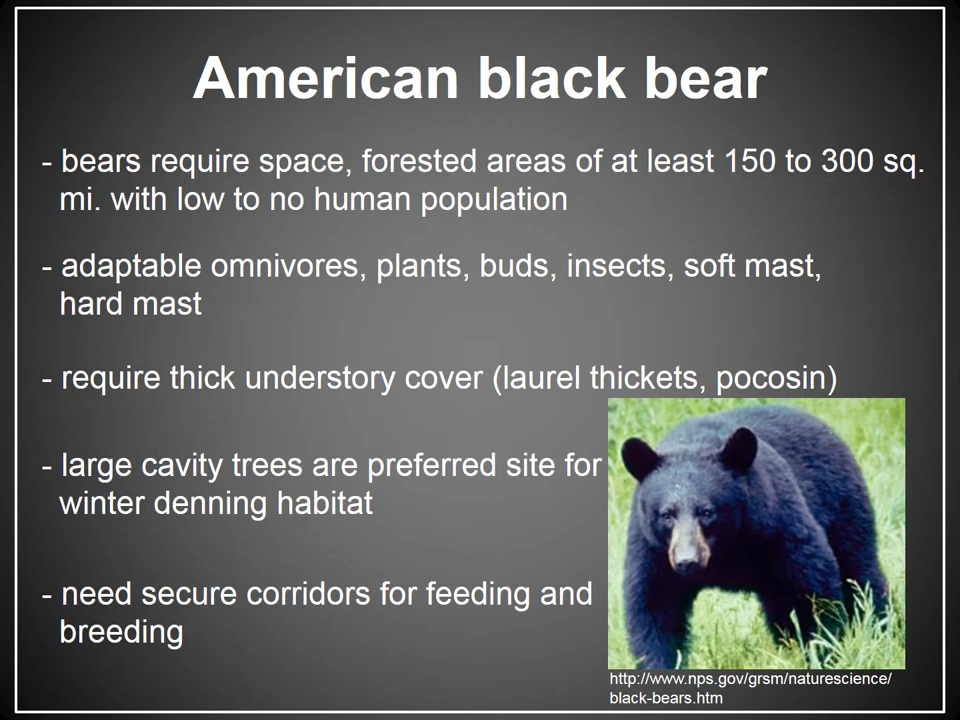 American black bear
- bears require space, forested areas of at least 150 to 300 sq.
mi. with low to no human population
- adaptable omnivores, plants, buds, insects, soft mast,
hard mast
- require thick understory cover (laurel thickets, pocosin)
- large cavity trees are preferred site for
winter denning habitat
- need secure corridors for feeding and
breeding
http://www.nps.gov/grsm/naturescience/
black-bears.htm